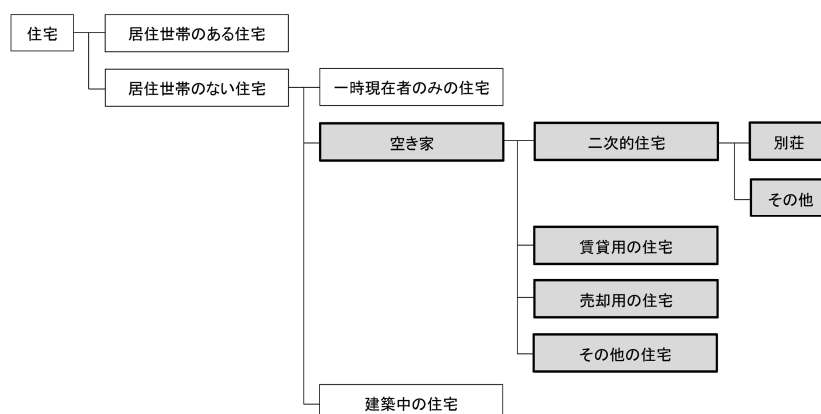 住宅
居住世帯のある住宅
居住世帯のない住宅
一時現在者のみの住宅
空き家
二次的住宅
別荘
その他
賃貸用の住宅
売却用の住宅
その他の住宅
建築中の住宅